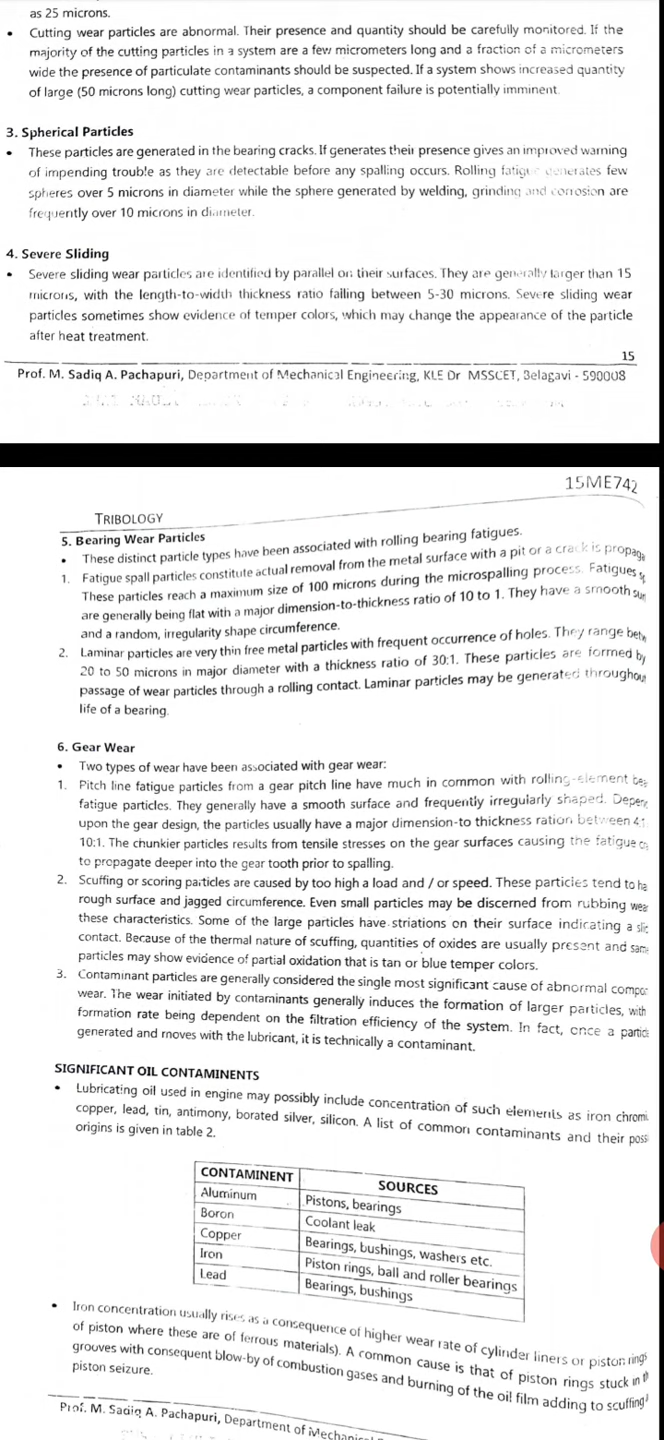 as 25 microns.
• Cutting wear particles are abnormal. Their presence and quantity should be carefully monitored. If the
majority of the cutting particles in a system are a few micrometers long and a fraction of a micrometers
wide the presence of particulate contaminants should be suspected. If a system shows increased quantity
of large (50 microns long) cutting wear particles, a component failure is potentially imminent.
3. Spherical Particles
• These particles are generated in the bearing cracks. If generates their presence gives an improved warning
of impending trouble as they are detectable before any spalling occurs. Rolling fatigue generates few
spheres over 5 microns in diameter while the sphere generated by welding, grinding and corrosion are
frequently over 10 microns in diameter.
4. Severe Sliding
• Severe sliding wear particles are identified by parallel on their surfaces. They are generally larger than 15
microns, with the length-to-width thickness ratio falling between 5-30 microns. Severe sliding wear
particles sometimes show evidence of temper colors, which may change the appearance of the particle
after heat treatment.
15
Prof. M. Sadiq A. Pachapuri, Department of Mechanical Engineering, KLE Dr MSSCET, Belagavi - 590008
15ME742
TRIBOLOGY
5. Bearing Wear Particles
• These distinct particle types have been associated with rolling bearing fatigues.
1. Fatigue spall particles constitute actual removal from the metal surface with a pit or a crack is propag
These particles reach a maximum size of 100 microns during the microspalling process. Fatigues
are generally being flat with a major dimension-to-thickness ratio of 10 to 1. They have a smooth sur
and a random, irregularity shape circumference.
2. Laminar particles are very thin free metal particles with frequent occurrence of holes. They range betw
20 to 50 microns in major diameter with a thickness ratio of 30:1. These particles are formed by
passage of wear particles through a rolling contact. Laminar particles may be generated throughou
life of a bearing.
6. Gear Wear
• Two types of wear have been associated with gear wear:
1. Pitch line fatigue particles from a gear pitch line have much in common with rolling-element bea
fatigue particles. They generally have a smooth surface and frequently irregularly shaped. Depen
upon the gear design, the particles usually have a major dimension-to thickness ration between 4:1
10:1. The chunkier particles results from tensile stresses on the gear surfaces causing the fatigue
to propagate deeper into the gear tooth prior to spalling.
2. Scuffing or scoring particles are caused by too high a load and / or speed. These particles tend to ha
rough surface and jagged circumference. Even small particles may be discerned from rubbing wea
these characteristics. Some of the large particles have striations on their surface indicating a sli
contact. Because of the thermal nature of scuffing, quantities of oxides are usually present and
particles may show evidence of partial oxidation that is tan or blue temper colors.
3. Contaminant particles are generally considered the single most significant cause of abnormal compo
wear. The wear initiated by contaminants generally induces the formation of larger particles, with
formation rate being dependent on the filtration efficiency of the system. In fact, once a partic
generated and moves with the lubricant, it is technically a contaminant.
SIGNIFICANT OIL CONTAMINENTS
• Lubricating oil used in engine may possibly include concentration of such elements as iron chromi
copper, lead, tin, antimony, borated silver, silicon. A list of common contaminants and their poss
origins is given in table 2.
CONTAMINENT SOURCES
Aluminum Pistons, bearings
Boron Coolant leak
Copper Bearings, bushings, washers etc.
Iron Piston rings, ball and roller bearings
Lead Bearings, bushings
• Iron concentration usually rises as a consequence of higher wear rate of cylinder liners or piston rings
of piston where these are of ferrous materials). A common cause is that of piston rings stuck in
grooves with consequent blow-by of combustion gases and burning of the oil film adding to scuffing
piston seizure.
Prof. M. Sadiq A. Pachapuri, Department of Mechanical